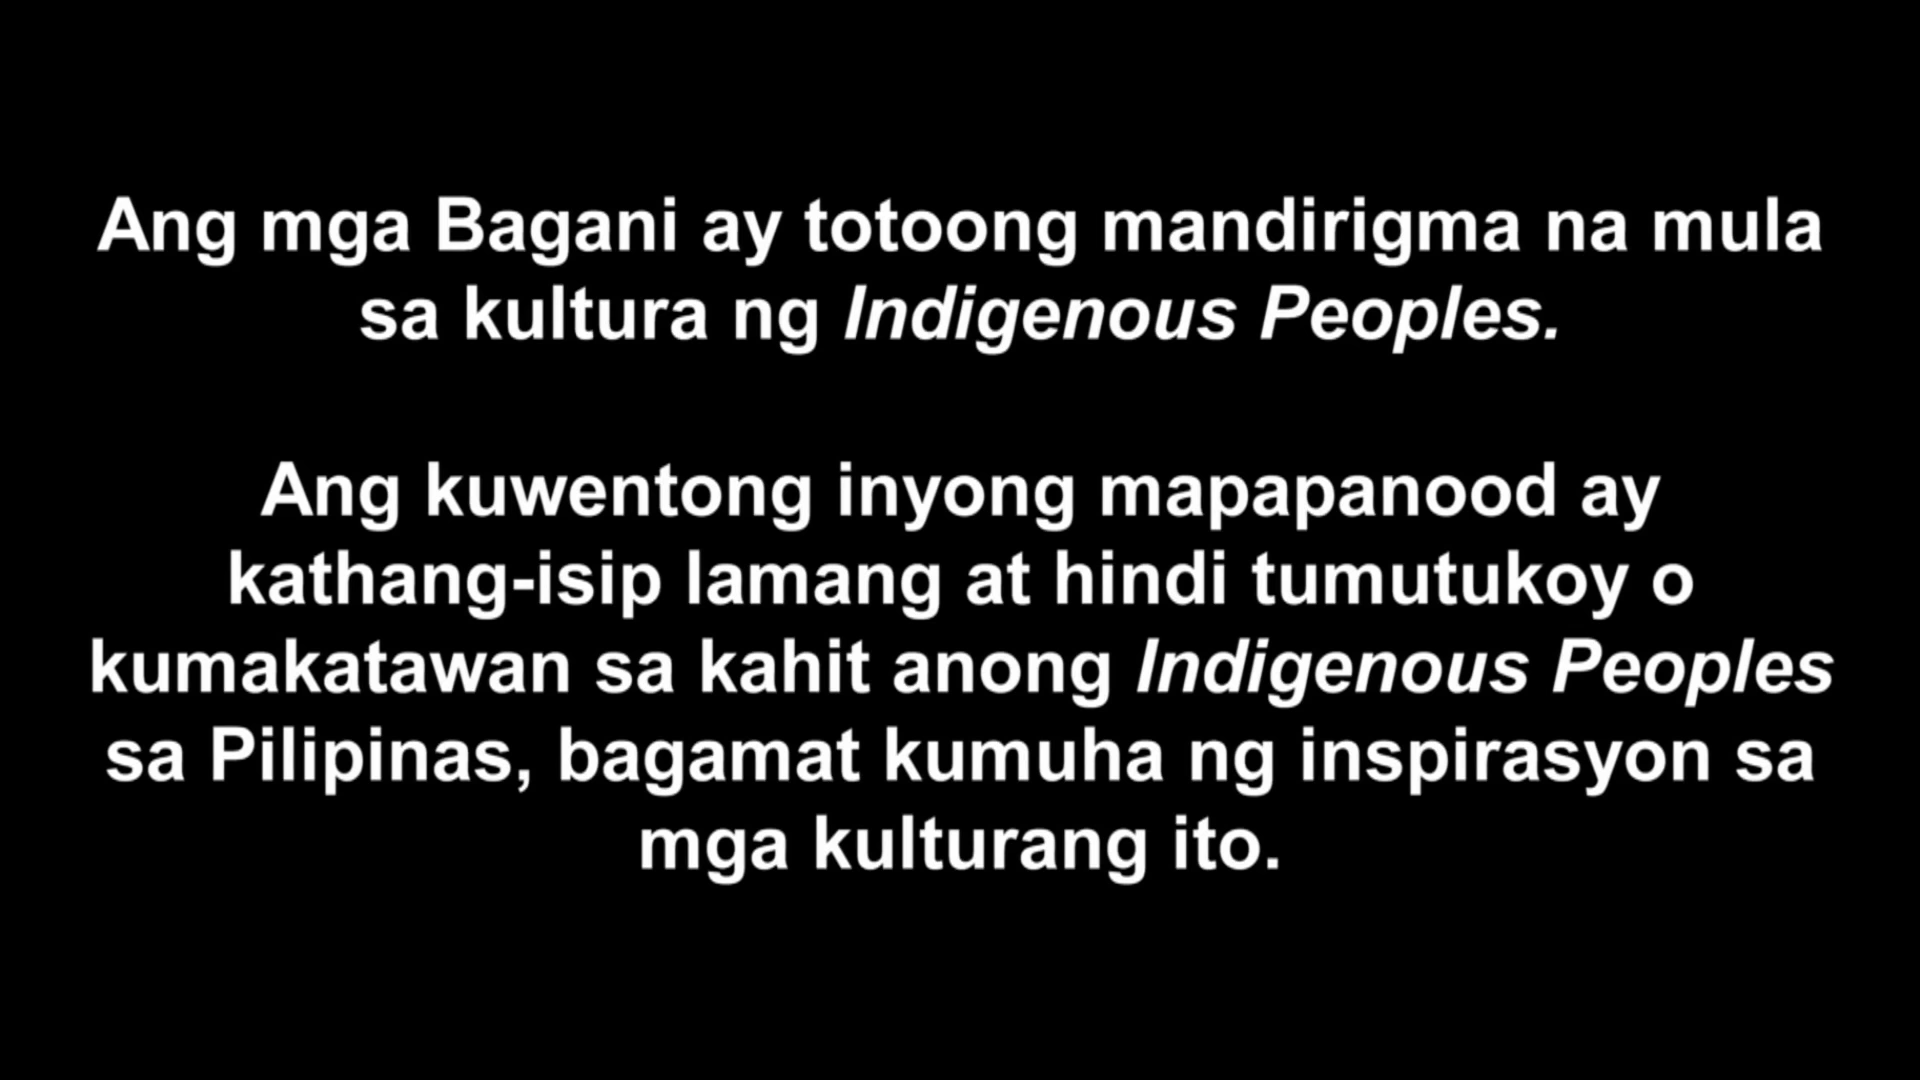 Ang mga Bagani ay totoong mandirigma na mula
sa kultura ng Indigenous Peoples.
Ang kuwentong inyong mapapanood ay
kathang-isip lamang at hindi tumutukoy o
kumakatawan sa kahit anong Indigenous Peoples
sa Pilipinas, bagamat kumuha ng inspirasyon sa
mga kulturang ito.